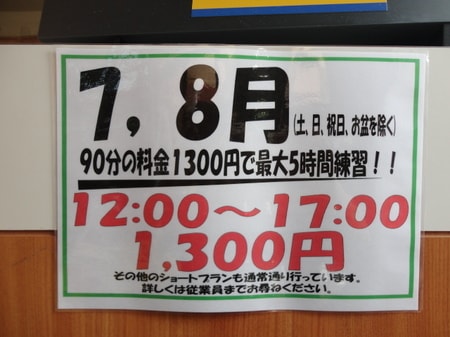 7，8月(土、日、祝日、お盆を除く)
90分の料金1300円で最大5時間練習！！
12:00～17:00
1,300円
その他のショートプランも通常通り行っています。
詳しくは従業員までお尋ねください。